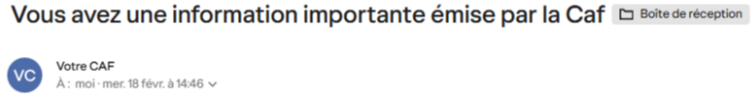 Vous avez une information importante émise par la Caf Boîte de réception
VC
Votre CAF
À : moi · mer. 18 févr. à 14:46